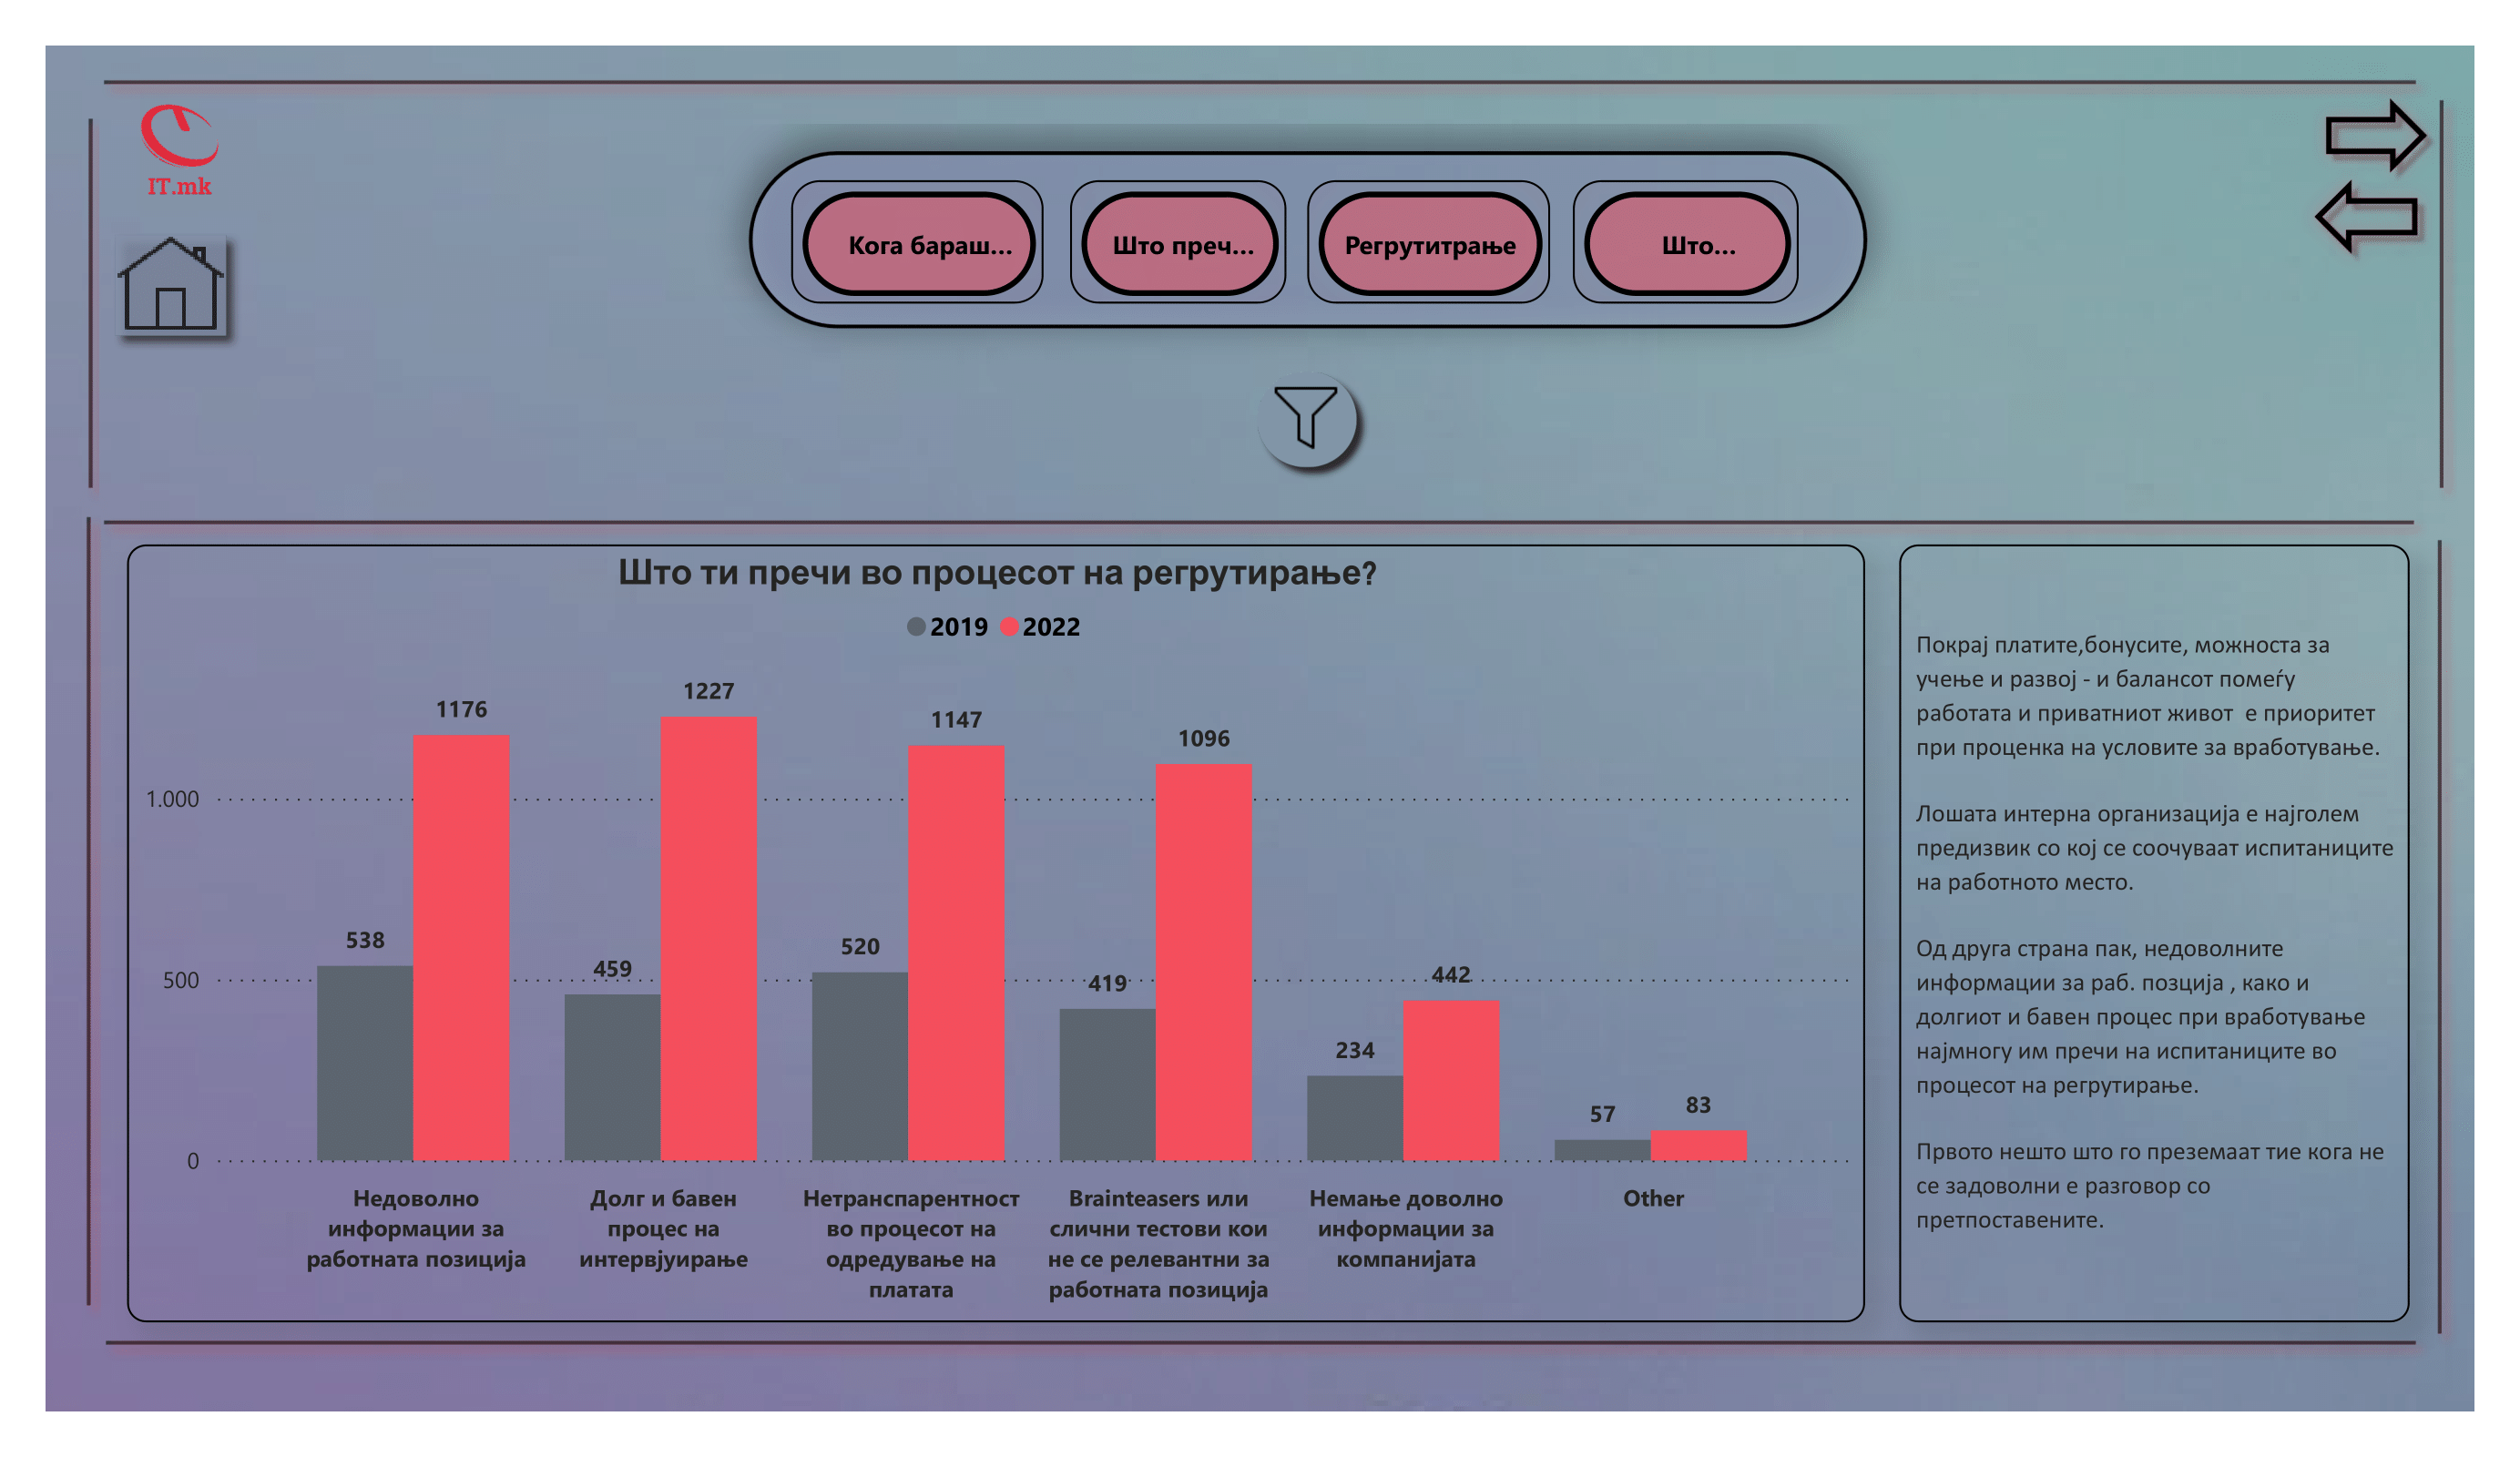 IT.mk
Кога бараш...
Што преч...
Регрутитрање
Што...
Што ти пречи во процесот на регрутирање?
2019 2022
1.000
500
0
538
1176
459
1227
520
1147
419
1096
234
442
57
83
Недоволно
информации за
работната позиција
Долг и бавен
процес на
интервјуирање
Нетранспарентност
во процесот на
одредување на
платата
Brainteasers или
слични тестови кои
не се релевантни за
работната позиција
Немање доволно
информации за
компанијата
Other
Покрај платите,бонусите, можноста за
учење и развој - и балансот помеѓу
работата и приватниот живот  е приоритет
при проценка на условите за вработување.
Лошата интерна организација е најголем
предизвик со кој се соочуваат испитаниците
на работното место.
Од друга страна пак, недоволните
информации за раб. позција , како и
долгиот и бавен процес при вработување
најмногу им пречи на испитаниците во
процесот на регрутирање.
Првото нешто што го преземаат тие кога не
се задоволни е разговор со
претпоставените.